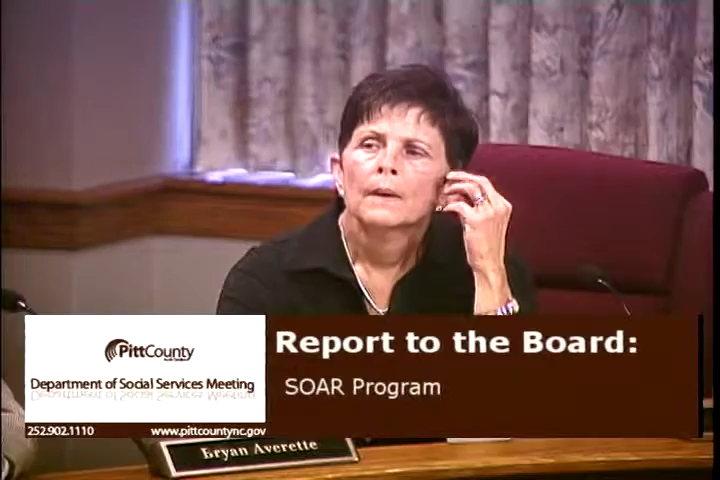 PittCounty
Department of Social Services Meeting
252.902.1110 www.pittcountync.gov
Report to the Board:
SOAR Program
Bryan Averette